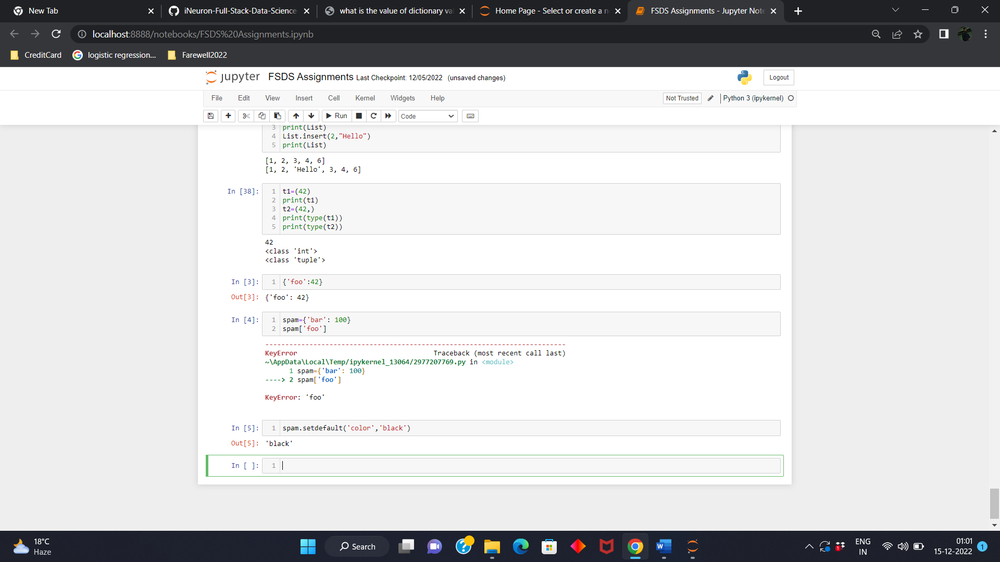 New Tab
iNeuron-Full-Stack-Data-Science-
what is the value of dictionary va
Home Page - Select or create a n
FSDS Assignments - Jupyter Note
localhost:8888/notebooks/FSDS%20Assignments.ipynb
CreditCard
logistic regression...
Farewell2022
jupyter FSDS Assignments Last Checkpoint: 12/05/2022 (unsaved changes)
Logout
File Edit View Insert Cell Kernel Widgets Help
Not Trusted
Python 3 (ipykernel)
Run
Code
3 print(List)
4 List.insert(2,"Hello")
5 print(List)
[1, 2, 3, 4, 6]
[1, 2, 'Hello', 3, 4, 6]
In [38]:
1 t1=(42)
2 print(t1)
3 t2=(42,)
4 print(type(t1))
5 print(type(t2))
42
<class 'int'>
<class 'tuple'>
In [3]: 1 {'foo':42}
Out[3]: {'foo': 42}
In [4]: 1 spam={'bar': 100}
2 spam['foo']
---------------------------------------------------------------------------
KeyError Traceback (most recent call last)
~\AppData\Local\Temp/ipykernel_13064/2977207769.py in <module>
1 spam={'bar': 100}
----> 2 spam['foo']
KeyError: 'foo'
In [5]: 1 spam.setdefault('color','black')
Out[5]: 'black'
In [ ]: 1
18°C
Haze
Search
1
ENG
IN
01:01
15-12-2022
1